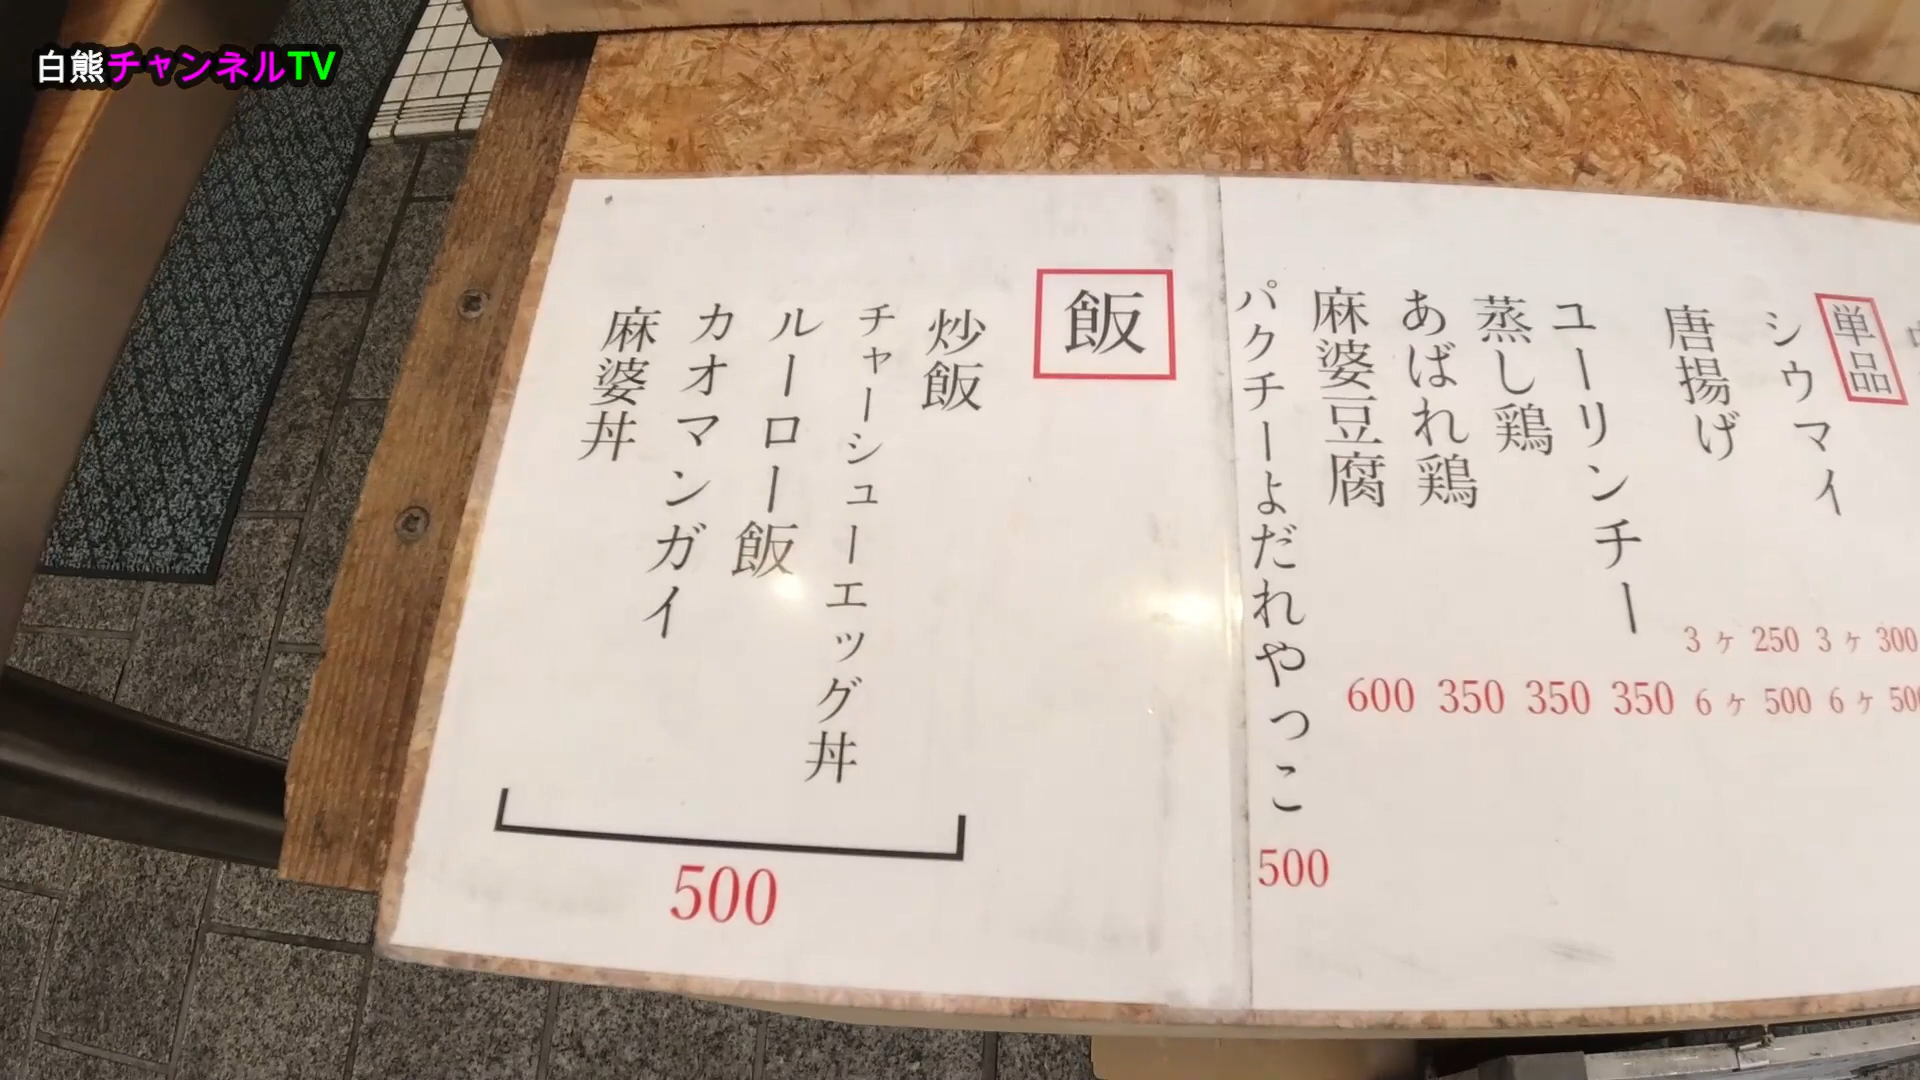 白熊チャンネルTV
単品
シウマイ
3ヶ 300
唐揚げ
3ヶ 250
6ヶ 500
ユーリンチー
350
蒸し鶏
350
あばれ鶏
350
麻婆豆腐
600
パクチーよだれやっこ
500
飯
炒飯
チャーシューエッグ丼
ルーロー飯
カオマンガイ
麻婆丼
500